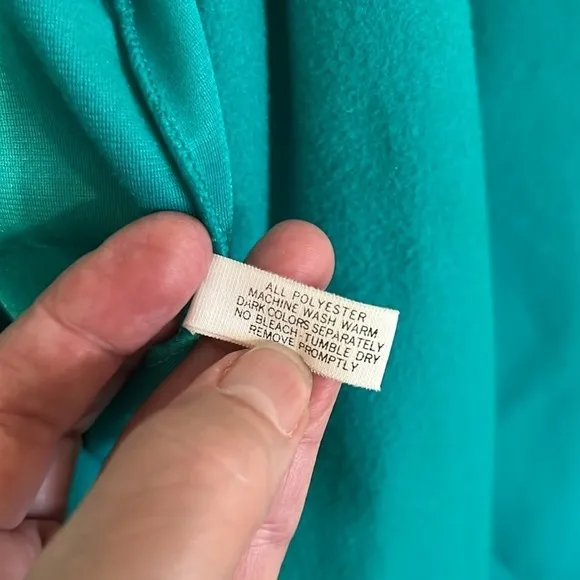 ALL POLYESTER
MACHINE WASH WARM
DARK COLORS SEPARATELY
NO BLEACH-TUMBLE DRY
REMOVE PROMPTLY